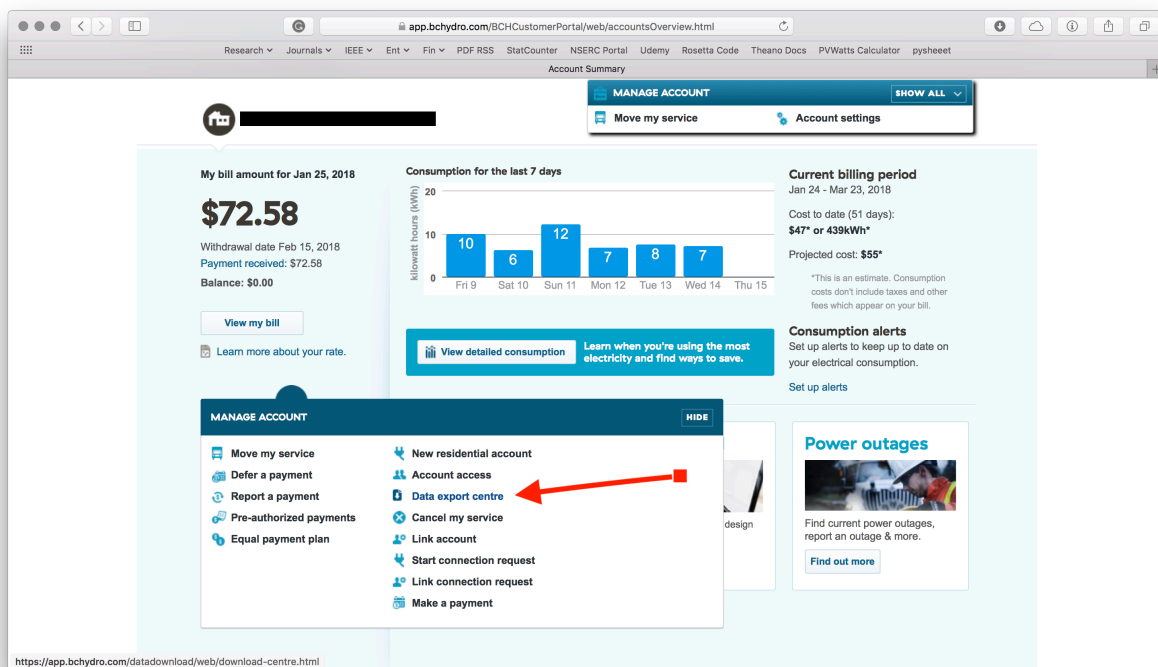 app.bchydro.com/BCHCustomerPortal/web/accountsOverview.html
Research Journals IEEE Ent Fin PDF RSS StatCounter NSERC Portal Udemy Rosetta Code Theano Docs PVWatts Calculator pysheeet
Account Summary
MANAGE ACCOUNT SHOW ALL
Move my service Account settings
My bill amount for Jan 25, 2018
$72.58
Withdrawal date Feb 15, 2018
Payment received: $72.58
Balance: $0.00
View my bill
Learn more about your rate.
Consumption for the last 7 days
kilowatt hours (kWh)
20
10
0
10 6 12 7 8 7
Fri 9 Sat 10 Sun 11 Mon 12 Tue 13 Wed 14 Thu 15
View detailed consumption
Learn when you're using the most
electricity and find ways to save.
Current billing period
Jan 24 - Mar 23, 2018
Cost to date (51 days):
$47* or 439kWh*
Projected cost: $55*
*This is an estimate. Consumption
costs don't include taxes and other
fees which appear on your bill.
Consumption alerts
Set up alerts to keep up to date on
your electrical consumption.
Set up alerts
MANAGE ACCOUNT HIDE
Move my service
Defer a payment
Report a payment
Pre-authorized payments
Equal payment plan
New residential account
Account access
Data export centre
Cancel my service
Link account
Start connection request
Link connection request
Make a payment
design
Power outages
Find current power outages,
report an outage & more.
Find out more
https://app.bchydro.com/datadownload/web/download-centre.html